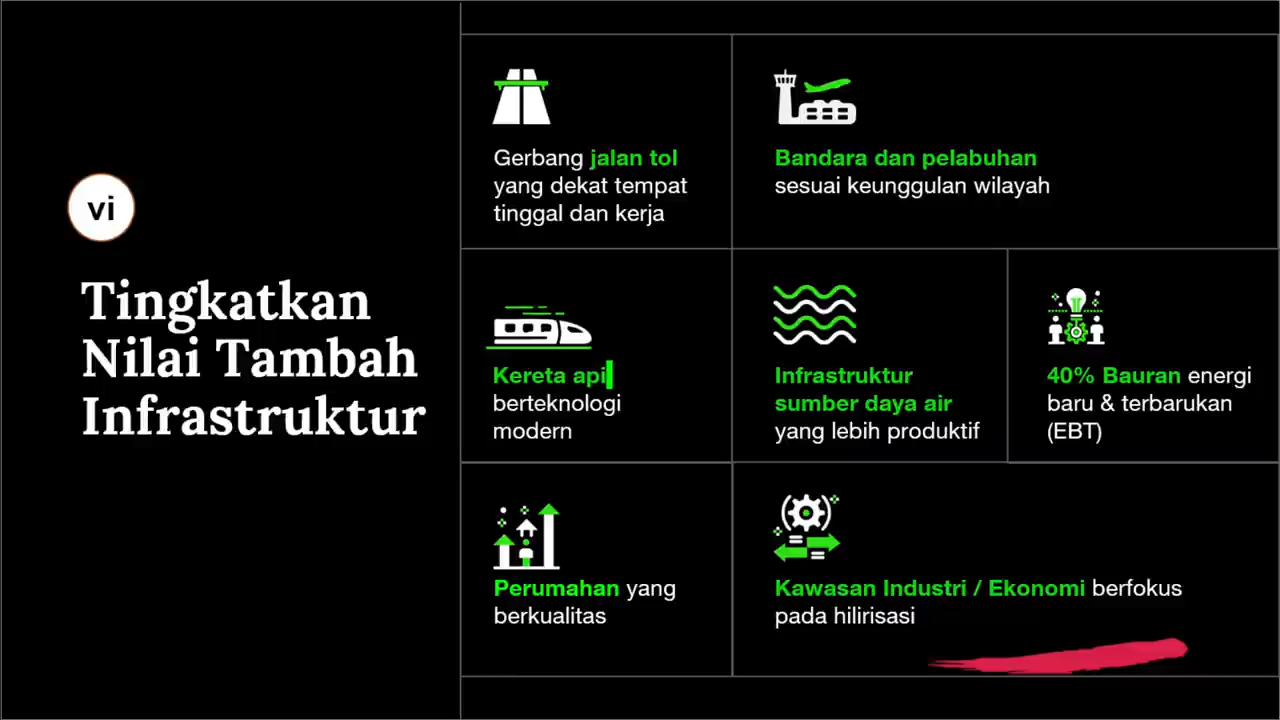 vi
Tingkatkan
Nilai Tambah
Infrastruktur
Gerbang jalan tol
yang dekat tempat
tinggal dan kerja
Bandara dan pelabuhan
sesuai keunggulan wilayah
Kereta api
berteknologi
modern
Infrastruktur
sumber daya air
yang lebih produktif
40% Bauran energi
baru & terbarukan
(EBT)
Perumahan yang
berkualitas
Kawasan Industri / Ekonomi berfokus
pada hilirisasi